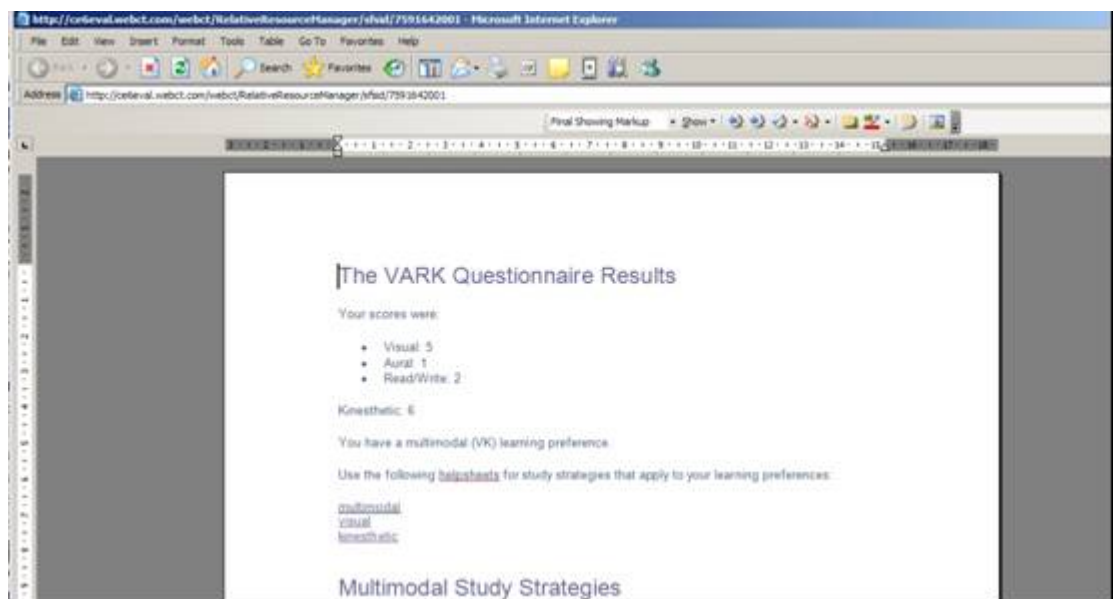 http://ce6eval.webct.com/webct/RelativeResourceManager/sfsid/7591642001 - Microsoft Internet Explorer
File Edit View Insert Format Tools Table Go To Favorites Help
Search Favorites
Address http://ce6eval.webct.com/webct/RelativeResourceManager/sfsid/7591642001
Final Showing Markup Show
The VARK Questionnaire Results
Your scores were:
• Visual: 5
• Aural: 1
• Read/Write: 2
Kinesthetic: 6
You have a multimodal (VK) learning preference.
Use the following helpsheets for study strategies that apply to your learning preferences:
multimodal
visual
kinesthetic
Multimodal Study Strategies